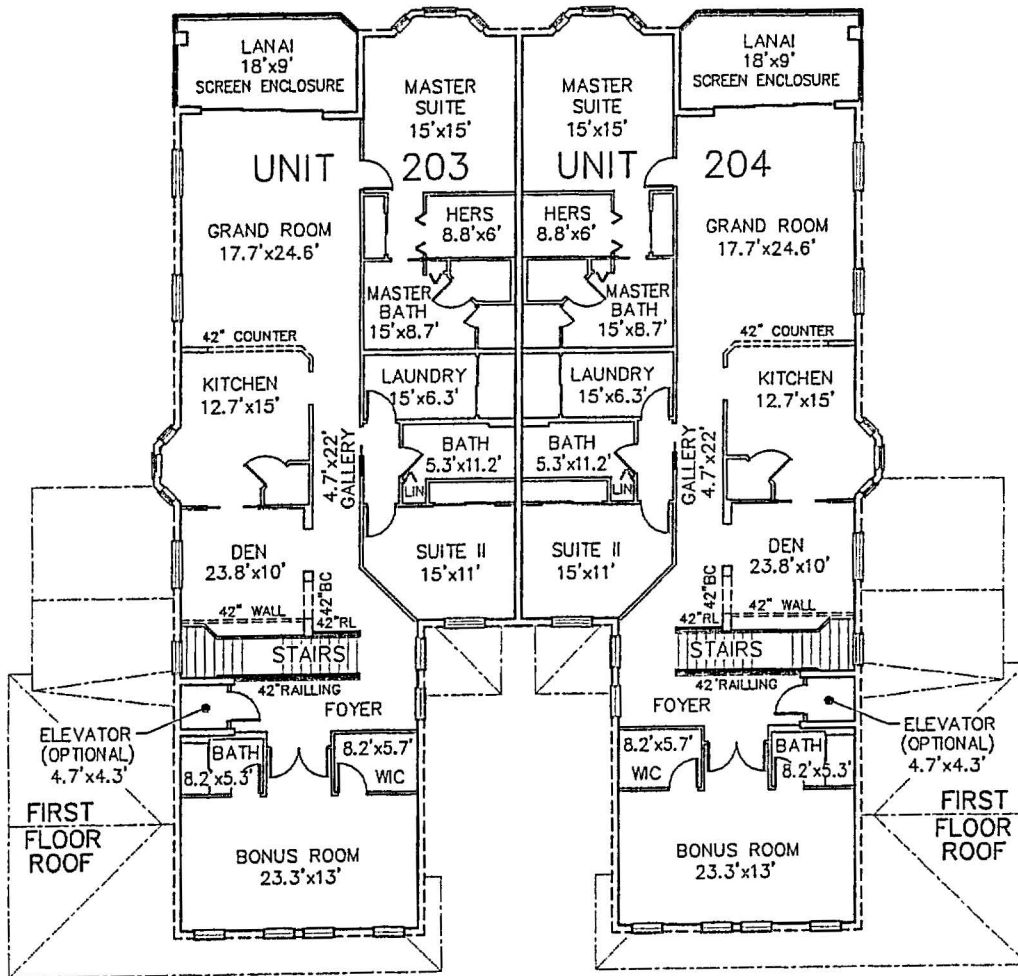 LANAI
18'x9'
SCREEN ENCLOSURE
MASTER
SUITE
15'x15'
UNIT 203
GRAND ROOM
17.7'x24.6'
HERS
8.8'x6'
MASTER
BATH
15'x8.7'
42" COUNTER
KITCHEN
12.7'x15'
LAUNDRY
15'x6.3'
4.7'x22'
GALLERY
BATH
5.3'x11.2'
LIN
DEN
23.8'x10'
SUITE II
15'x11'
42"BC
42" WALL
42"RL
STAIRS
42"RAILLING
FOYER
ELEVATOR
(OPTIONAL)
4.7'x4.3'
BATH
8.2'x5.3'
8.2'x5.7'
WIC
FIRST
FLOOR
ROOF
BONUS ROOM
23.3'x13'
MASTER
SUITE
15'x15'
LANAI
18'x9'
SCREEN ENCLOSURE
UNIT 204
HERS
8.8'x6'
GRAND ROOM
17.7'x24.6'
MASTER
BATH
15'x8.7'
42" COUNTER
LAUNDRY
15'x6.3'
KITCHEN
12.7'x15'
BATH
5.3'x11.2'
LIN
GALLERY
4.7'x22'
SUITE II
15'x11'
DEN
23.8'x10'
42"BC
42"RL
42" WALL
STAIRS
42'RAILLING
FOYER
ELEVATOR
(OPTIONAL)
4.7'x4.3'
8.2'x5.7'
WIC
BATH
8.2'x5.3'
FIRST
FLOOR
ROOF
BONUS ROOM
23.3'x13'